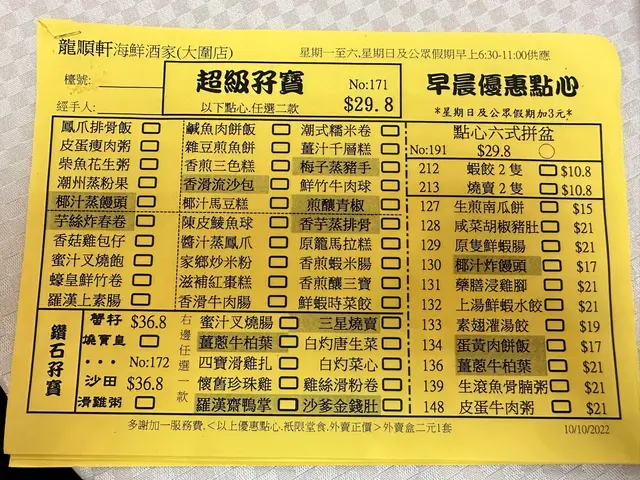 龍順軒海鮮酒家(大圍店)
星期一至六,星期日及公眾假期早上6:30-11:00供應
檯號:
經手人:
超級孖寶 No:171
以下點心,任選二款 $29.8
早晨優惠點心
*星期日及公眾假期加3元*
鳳爪排骨飯
皮蛋瘦肉粥
柴魚花生粥
潮州蒸粉果
椰汁蒸饅頭
芋絲炸春卷
香菇雞包仔
蜜汁叉燒飽
蠔皇鮮竹卷
羅漢上素腸
鹹魚肉餅飯
雜豆煎魚餅
香煎三色糕
香滑流沙包
椰汁馬豆糕
陳皮鯪魚球
醬汁蒸鳳爪
家鄉炒米粉
滋補紅棗糕
香滑牛肉腸
潮式糯米卷
薑汁千層糕
梅子蒸豬手
鮮竹牛肉球
煎釀青椒
香芋蒸排骨
原籠馬拉糕
香煎蝦米腸
香煎釀三寶
鮮蝦時菜餃
點心六式拼盆
No:191 $29.8
212 蝦餃2隻 $10.8
213 燒賣2隻 $10.8
127 生煎南瓜餅 $15
128 咸菜胡椒豬肚 $21
129 原隻鮮蝦腸 $21
130 椰汁炸饅頭 $17
131 藥膳浸雞腳 $21
132 上湯鮮蝦水餃 $21
133 素翅灌湯餃 $19
134 蛋黃肉餅飯 $17
136 薑蔥牛柏葉 $21
139 生滾魚骨腩粥 $21
148 皮蛋牛肉粥 $21
鑽石孖寶
蟹籽 $36.8
燒賣皇
• • • No:172
沙田 $36.8
滑雞粥
右邊任選一款
蜜汁叉燒腸
薑蔥牛柏葉
四寶滑雞扎
懷舊珍珠雞
羅漢齋鴨掌
三星燒賣
白灼唐生菜
白灼菜心
雞絲滑粉卷
沙爹金錢肚
多謝加一服務費.<以上優惠點心,衹限堂食,外賣正價>外賣盒二元1套
10/10/2022